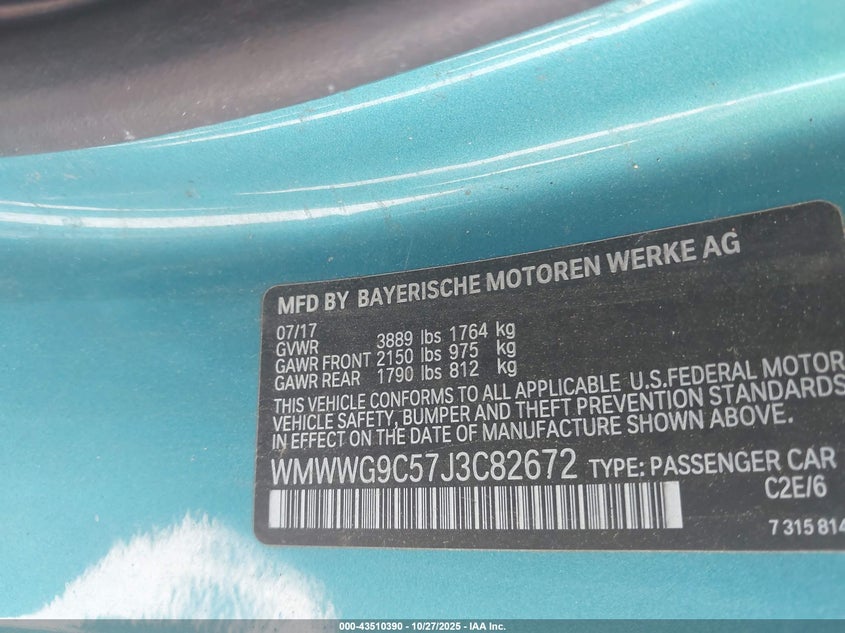 MFD BY BAYERISCHE MOTOREN WERKE AG
07/17
GVWR 3889 lbs 1764 kg
GAWR FRONT 2150 lbs 975 kg
GAWR REAR 1790 lbs 812 kg
THIS VEHICLE CONFORMS TO ALL APPLICABLE U.S.FEDERAL MOTOR
VEHICLE SAFETY, BUMPER AND THEFT PREVENTION STANDARDS
IN EFFECT ON THE DATE OF MANUFACTURE SHOWN ABOVE.
WMWWG9C57J3C82672 TYPE: PASSENGER CAR
C2E/6
7 315 814
000-43510390 | 10/27/2025 - IAA Inc.